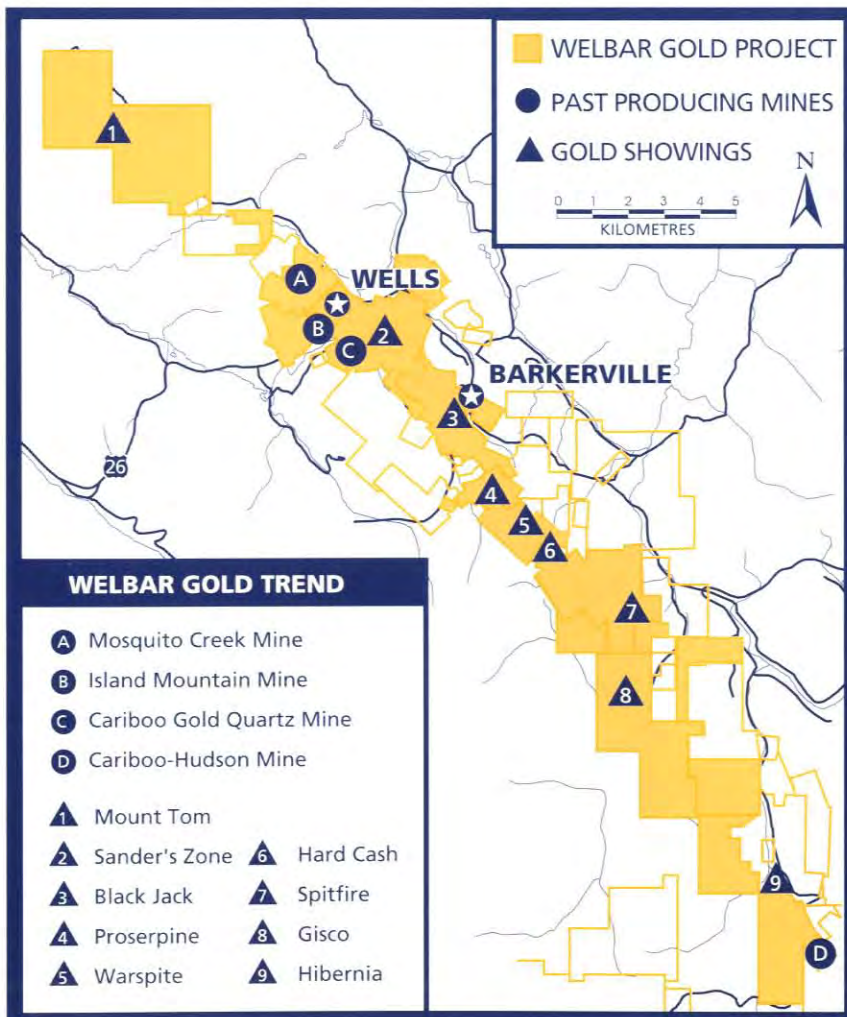 WELBAR GOLD PROJECT
PAST PRODUCING MINES
GOLD SHOWINGS
N
0 1 2 3 4 5
KILOMETRES
1
A
WELLS
B
2
C
BARKERVILLE
3
26
4
5
6
7
8
9
D
WELBAR GOLD TREND
A Mosquito Creek Mine
B Island Mountain Mine
C Cariboo Gold Quartz Mine
D Cariboo-Hudson Mine
1 Mount Tom
2 Sander's Zone
3 Black Jack
4 Proserpine
5 Warspite
6 Hard Cash
7 Spitfire
8 Gisco
9 Hibernia